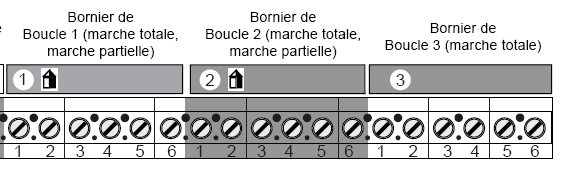 Bornier de
Boucle 1 (marche totale,
marche partielle)
Bornier de
Boucle 2 (marche totale,
marche partielle)
Bornier de
Boucle 3 (marche totale)
1
2
3
1 2 3 4 5 6 1 2 3 4 5 6 1 2 3 4 5 6